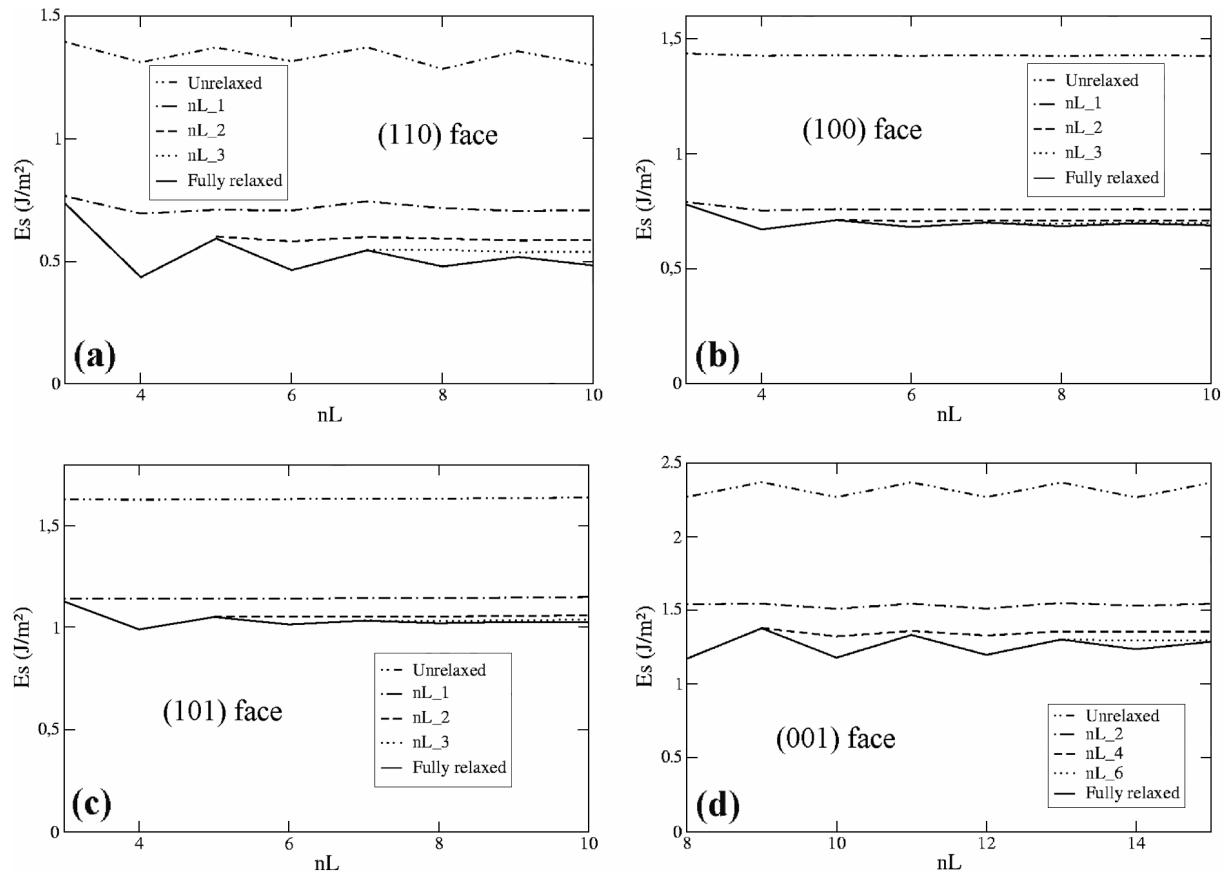 1.5
1
0.5
0
Es (J/m²)
Unrelaxed
nL_1
nL_2
nL_3
Fully relaxed
(110) face
(a)
4
6
8
10
nL
1,5
1
0,5
0
Es (J/m²)
Unrelaxed
nL_1
nL_2
nL_3
Fully relaxed
(100) face
(b)
4
6
8
10
nL
1,5
1
0,5
0
Es (J/m²)
(101) face
Unrelaxed
nL_1
nL_2
nL_3
Fully relaxed
(c)
4
6
8
10
nL
2.5
2
1.5
1
0.5
0
Es (J/m²)
(001) face
Unrelaxed
nL_2
nL_4
nL_6
Fully relaxed
(d)
8
10
12
14
nL